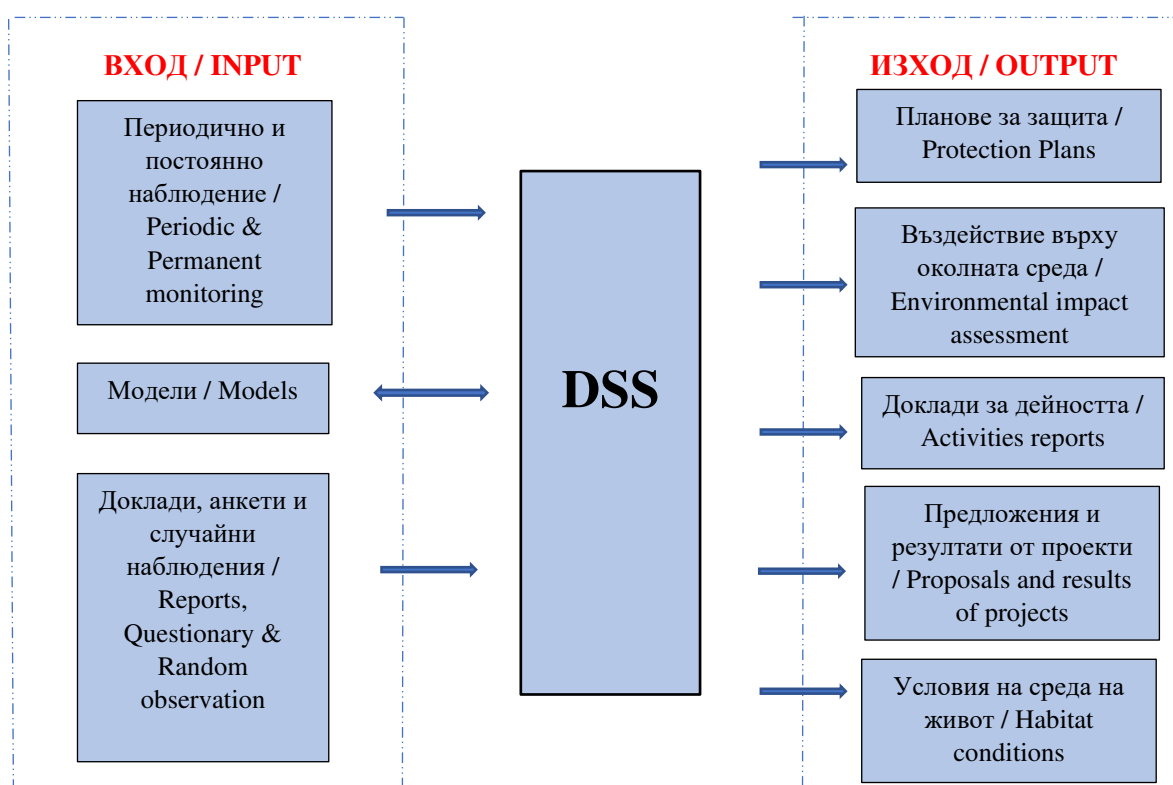 ВХОД / INPUT
Периодично и
постоянно
наблюдение /
Periodic &
Permanent
monitoring
Модели / Models
Доклади, анкети и
случайни
наблюдения /
Reports,
Questionary &
Random
observation
DSS
ИЗХОД / OUTPUT
Планове за защита /
Protection Plans
Въздействие върху
околната среда /
Environmental impact
assessment
Доклади за дейността /
Activities reports
Предложения и
резултати от проекти
/ Proposals and results
of projects
Условия на среда на
живот / Habitat
conditions